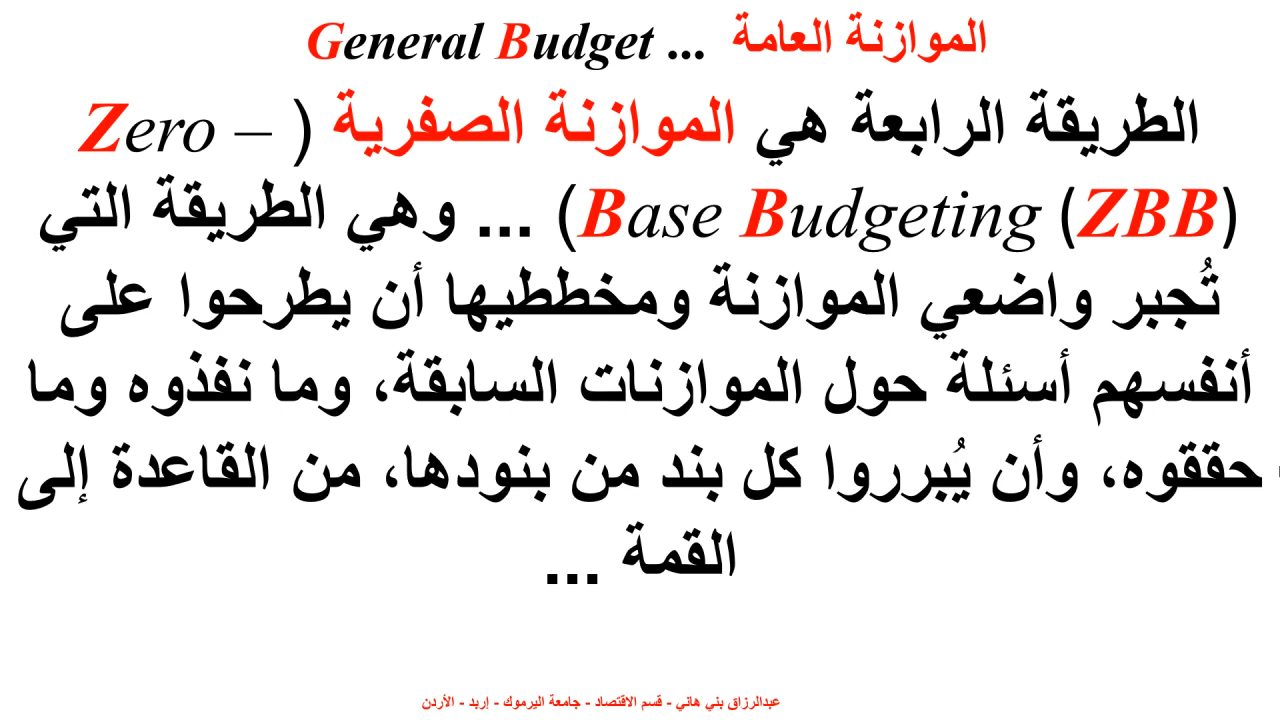 الموازنة العامة ... General Budget
الطريقة الرابعة هي الموازنة الصفرية (Zero –
Base Budgeting (ZBB)) ... وهي الطريقة التي
تُجبر واضعي الموازنة ومخططيها أن يطرحوا على
أنفسهم أسئلة حول الموازنات السابقة، وما نفذوه وما
حققوه، وأن يُبرروا كل بند من بنودها، من القاعدة إلى
القمة ...
عبدالرزاق بني هاني - قسم الاقتصاد - جامعة اليرموك - إربد - الأردن